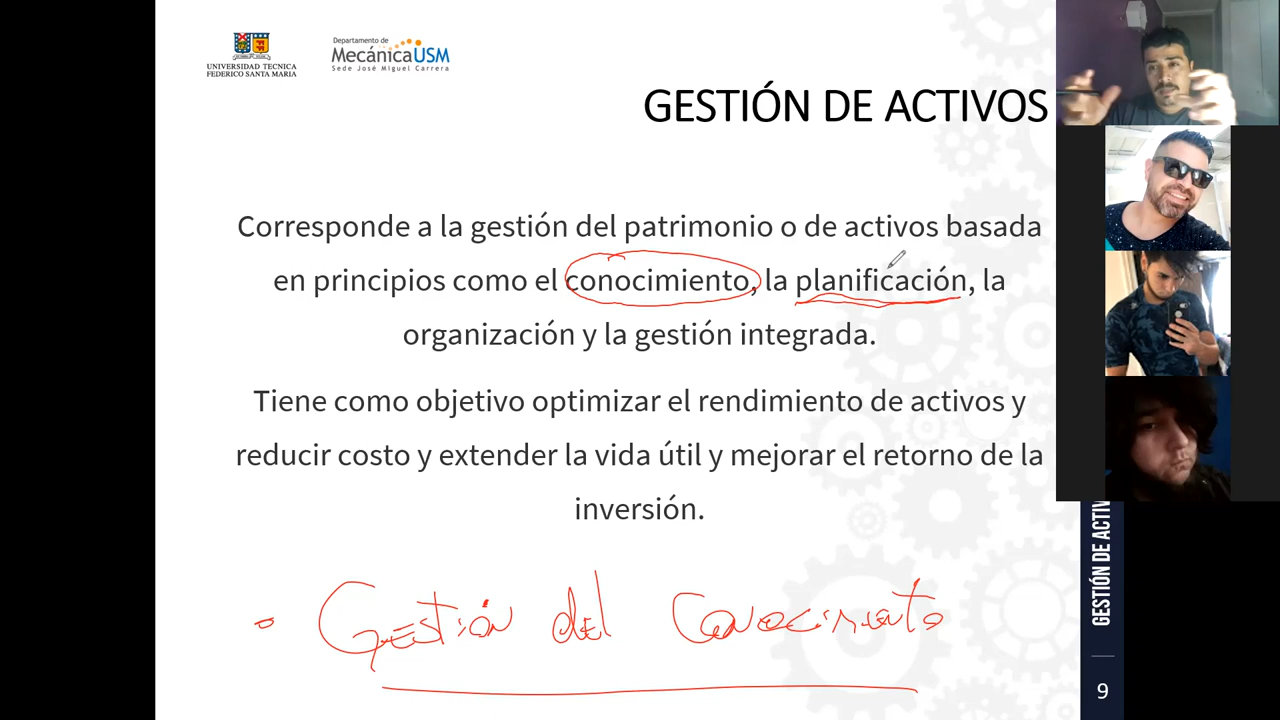 UNIVERSIDAD TECNICA
FEDERICO SANTA MARIA
Departamento de
MecánicaUSM
Sede José Miguel Carrera
GESTIÓN DE ACTIVOS
Corresponde a la gestión del patrimonio o de activos basada
en principios como el conocimiento, la planificación, la
organización y la gestión integrada.
Tiene como objetivo optimizar el rendimiento de activos y
reducir costo y extender la vida útil y mejorar el retorno de la
inversión.
Gestión del Conocimiento
GESTIÓN DE ACTIV
9